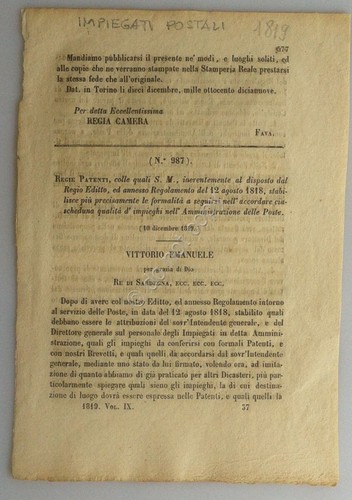 IMPIEGATI POSTALI 1819
577
Mandiamo pubblicarsi il presente ne' modi, e luoghi soliti, ed
alle copie che ne verranno stampate nella Stamperia Reale prestarsi
la stessa fede che all'originale.
Dat. in Torino li dieci dicembre, mille ottocento diciannove.
Per detta Eccellentissima
REGIA CAMERA
FAVA.
(N.° 987).
REGIE PATENTI, colle quali S. M., inerentemente al disposto dal
Regio Editto, ed annesso Regolamento del 12 agosto 1818, stabi-
lisce più precisamente le formalità a seguirsi nell'accordare cia-
scheduna qualità d'impieghi nell'Amministrazione delle Poste.
(10 dicembre 1819.)
VITTORIO EMANUELE
per grazia di Dio
RE DI SARDEGNA, ECC. ECC. ECC.
Dopo di avere col nostro Editto, ed annesso Regolamento intorno
al servizio delle Poste, in data del 12 agosto 1818, stabilito quali
debbano essere le attribuzioni del sovr'Intendente generale, e del
Direttore generale sul personale degli Impiegati in detta Ammini-
strazione, quali gli impieghi da conferirsi con formali Patenti, e
con nostri Brevetti, e quali quelli da accordarsi dal sovr'Intendente
generale, mediante uno stato da lui firmato, volendo ora, ad imita-
zione di quanto abbiamo di già praticato per altri Dicasteri, più par-
ticolarmente spiegare quali sieno gli impieghi, la di cui destina-
zione di luogo dovrà essere espressa nelle Patenti, e quali quelli la
1819. VOL. IX. 37